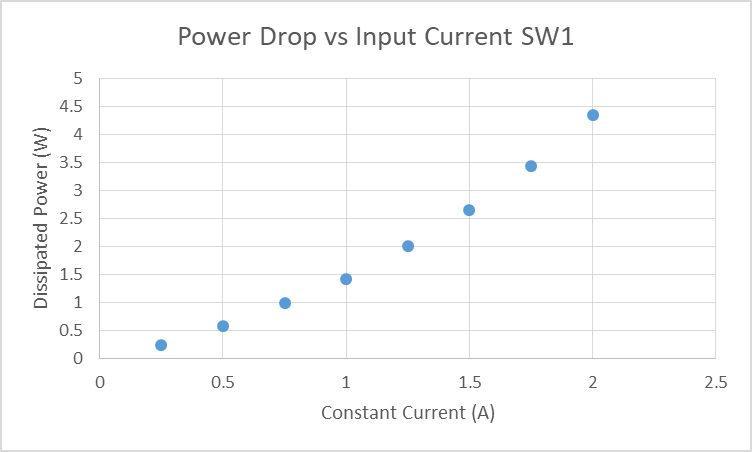 Power Drop vs Input Current SW1
5
4.5
4
3.5
3
2.5
2
1.5
1
0.5
0
Dissipated Power (W)
0 0.5 1 1.5 2 2.5
Constant Current (A)